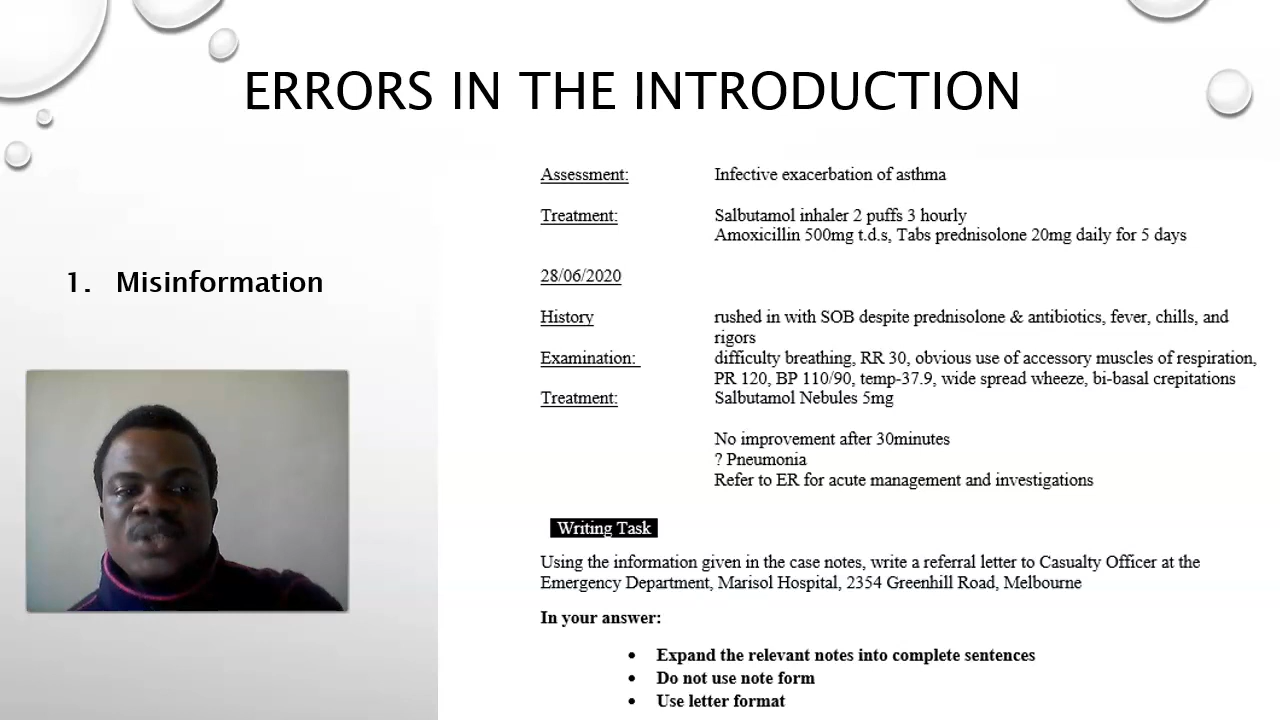 ERRORS IN THE INTRODUCTION
1. Misinformation
Assessment: Infective exacerbation of asthma
Treatment: Salbutamol inhaler 2 puffs 3 hourly
Amoxicillin 500mg t.d.s, Tabs prednisolone 20mg daily for 5 days
28/06/2020
History rushed in with SOB despite prednisolone & antibiotics, fever, chills, and
rigors
Examination: difficulty breathing, RR 30, obvious use of accessory muscles of respiration,
PR 120, BP 110/90, temp-37.9, wide spread wheeze, bi-basal crepitations
Treatment: Salbutamol Nebules 5mg
No improvement after 30minutes
? Pneumonia
Refer to ER for acute management and investigations
Writing Task
Using the information given in the case notes, write a referral letter to Casualty Officer at the
Emergency Department, Marisol Hospital, 2354 Greenhill Road, Melbourne
In your answer:
• Expand the relevant notes into complete sentences
• Do not use note form
• Use letter format